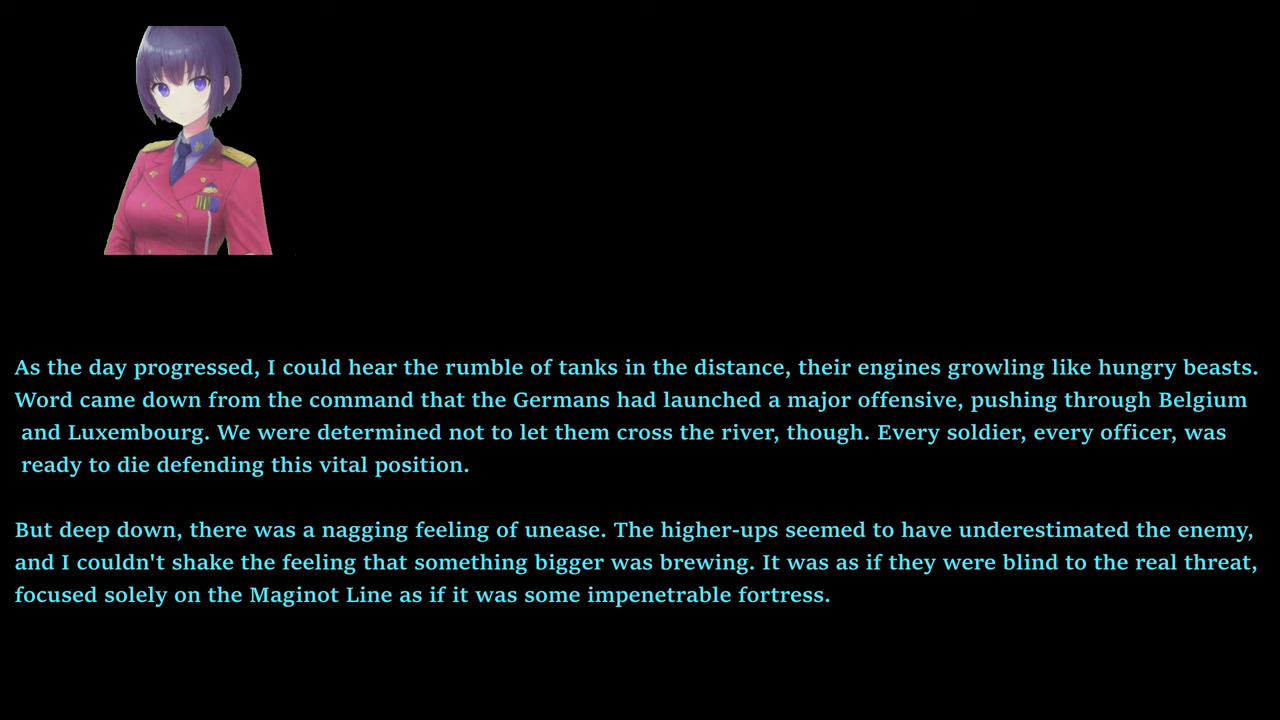 As the day progressed, I could hear the rumble of tanks in the distance, their engines growling like hungry beasts.
Word came down from the command that the Germans had launched a major offensive, pushing through Belgium
and Luxembourg. We were determined not to let them cross the river, though. Every soldier, every officer, was
ready to die defending this vital position.
But deep down, there was a nagging feeling of unease. The higher-ups seemed to have underestimated the enemy,
and I couldn't shake the feeling that something bigger was brewing. It was as if they were blind to the real threat,
focused solely on the Maginot Line as if it was some impenetrable fortress.